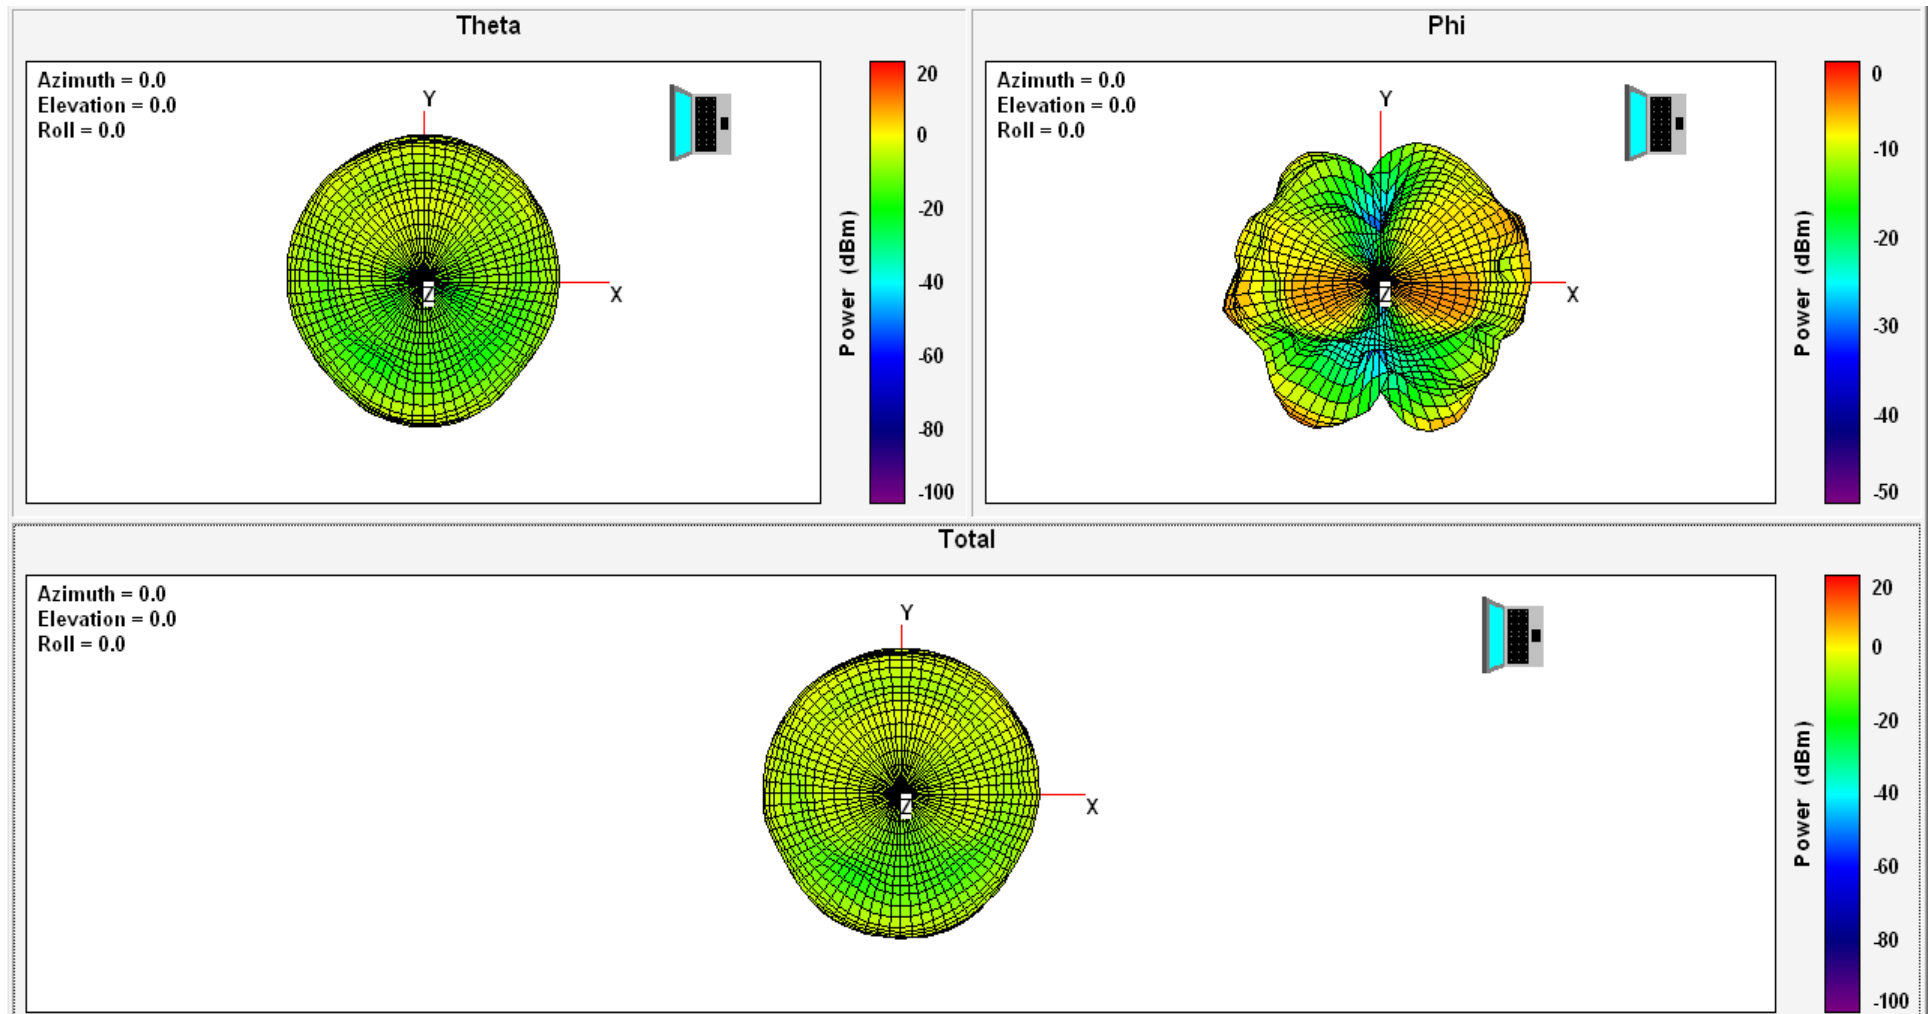 Theta
Azimuth = 0.0
Elevation = 0.0
Roll = 0.0
Y
X
Z
Power (dBm)
20
0
-20
-40
-60
-80
-100
Phi
Azimuth = 0.0
Elevation = 0.0
Roll = 0.0
Y
X
Z
Power (dBm)
0
-10
-20
-30
-40
-50
Total
Azimuth = 0.0
Elevation = 0.0
Roll = 0.0
Y
X
Z
Power (dBm)
20
0
-20
-40
-60
-80
-100